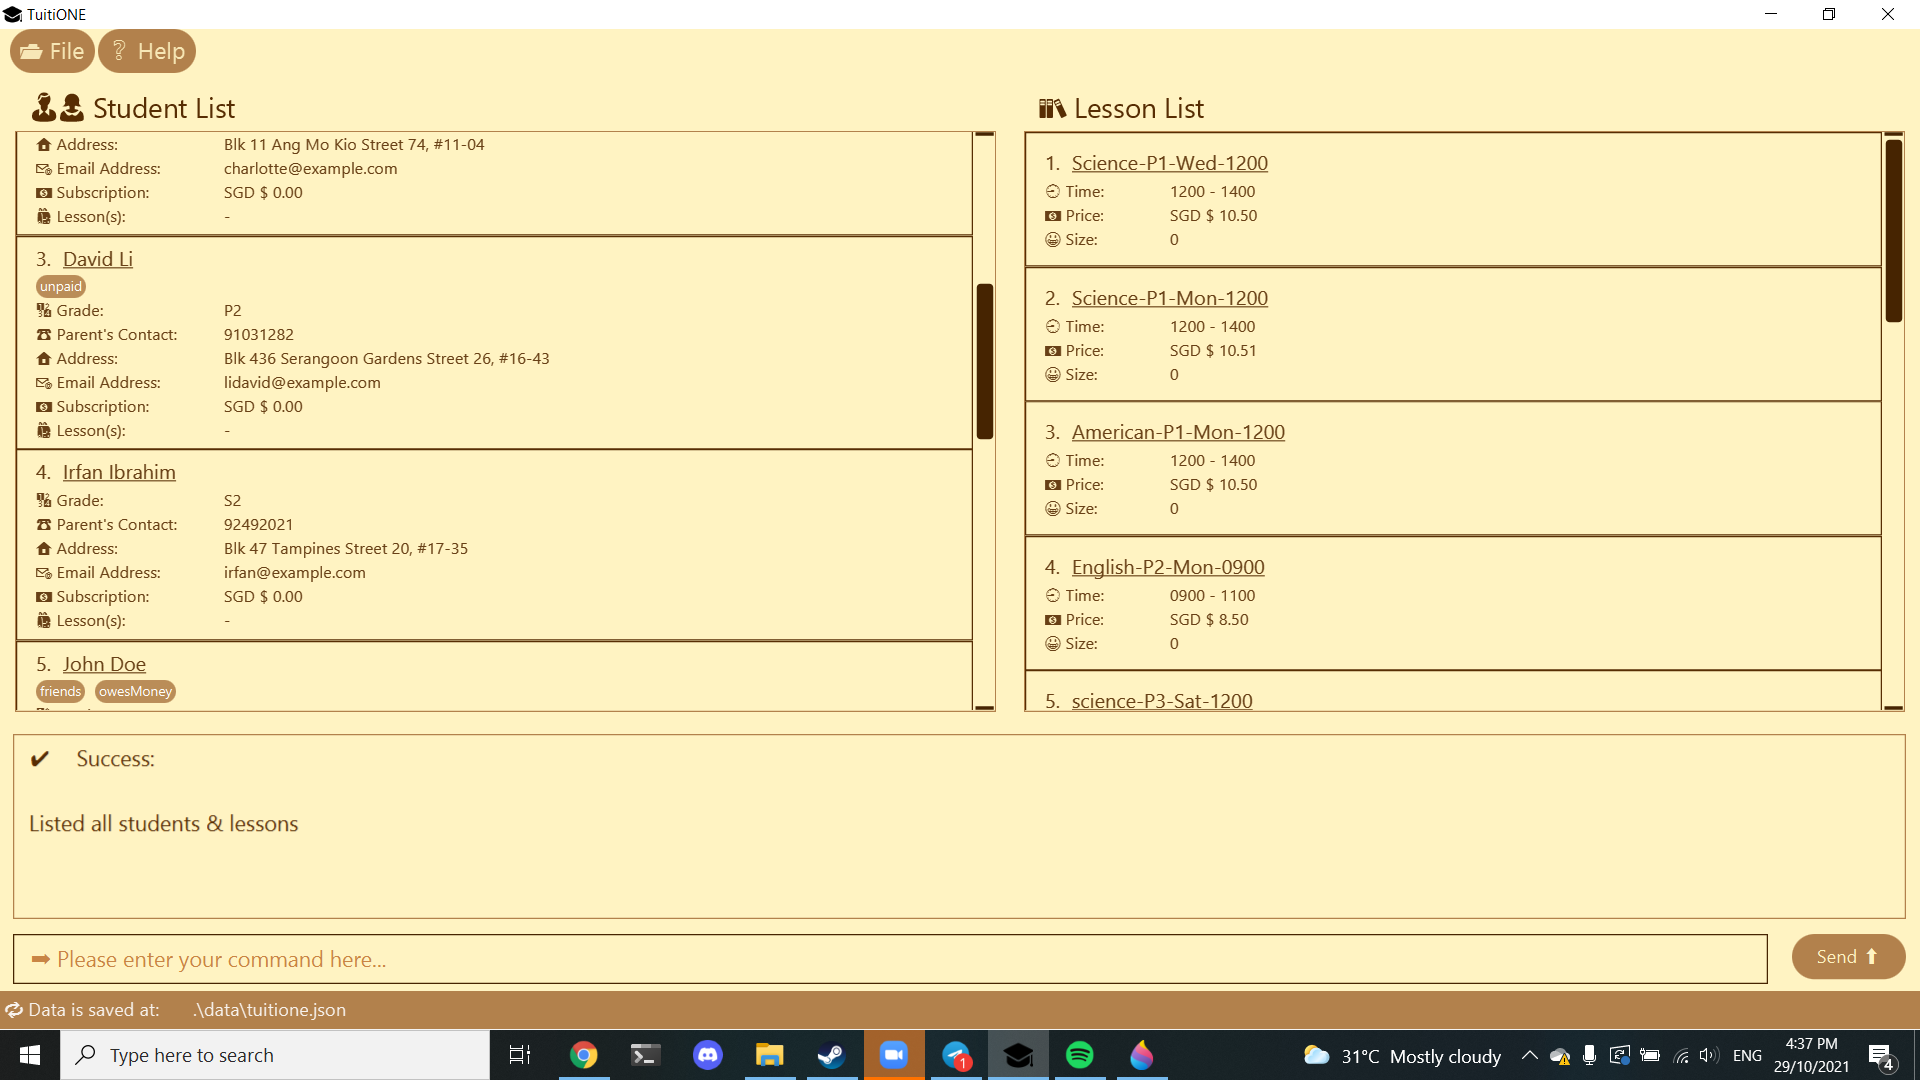 TuitiONE
File Help
Student List
Address: Blk 11 Ang Mo Kio Street 74, #11-04
Email Address: charlotte@example.com
Subscription: SGD $ 0.00
Lesson(s): -
3. David Li
unpaid
Grade: P2
Parent's Contact: 91031282
Address: Blk 436 Serangoon Gardens Street 26, #16-43
Email Address: lidavid@example.com
Subscription: SGD $ 0.00
Lesson(s): -
4. Irfan Ibrahim
Grade: S2
Parent's Contact: 92492021
Address: Blk 47 Tampines Street 20, #17-35
Email Address: irfan@example.com
Subscription: SGD $ 0.00
Lesson(s): -
5. John Doe
friends owesMoney
Lesson List
1. Science-P1-Wed-1200
Time: 1200 - 1400
Price: SGD $ 10.50
Size: 0
2. Science-P1-Mon-1200
Time: 1200 - 1400
Price: SGD $ 10.51
Size: 0
3. American-P1-Mon-1200
Time: 1200 - 1400
Price: SGD $ 10.50
Size: 0
4. English-P2-Mon-0900
Time: 0900 - 1100
Price: SGD $ 8.50
Size: 0
5. science-P3-Sat-1200
Success:
Listed all students & lessons
Please enter your command here...
Send
Data is saved at: .\data\tuitione.json
Type here to search
1
31°C Mostly cloudy
ENG
4:37 PM
29/10/2021
4